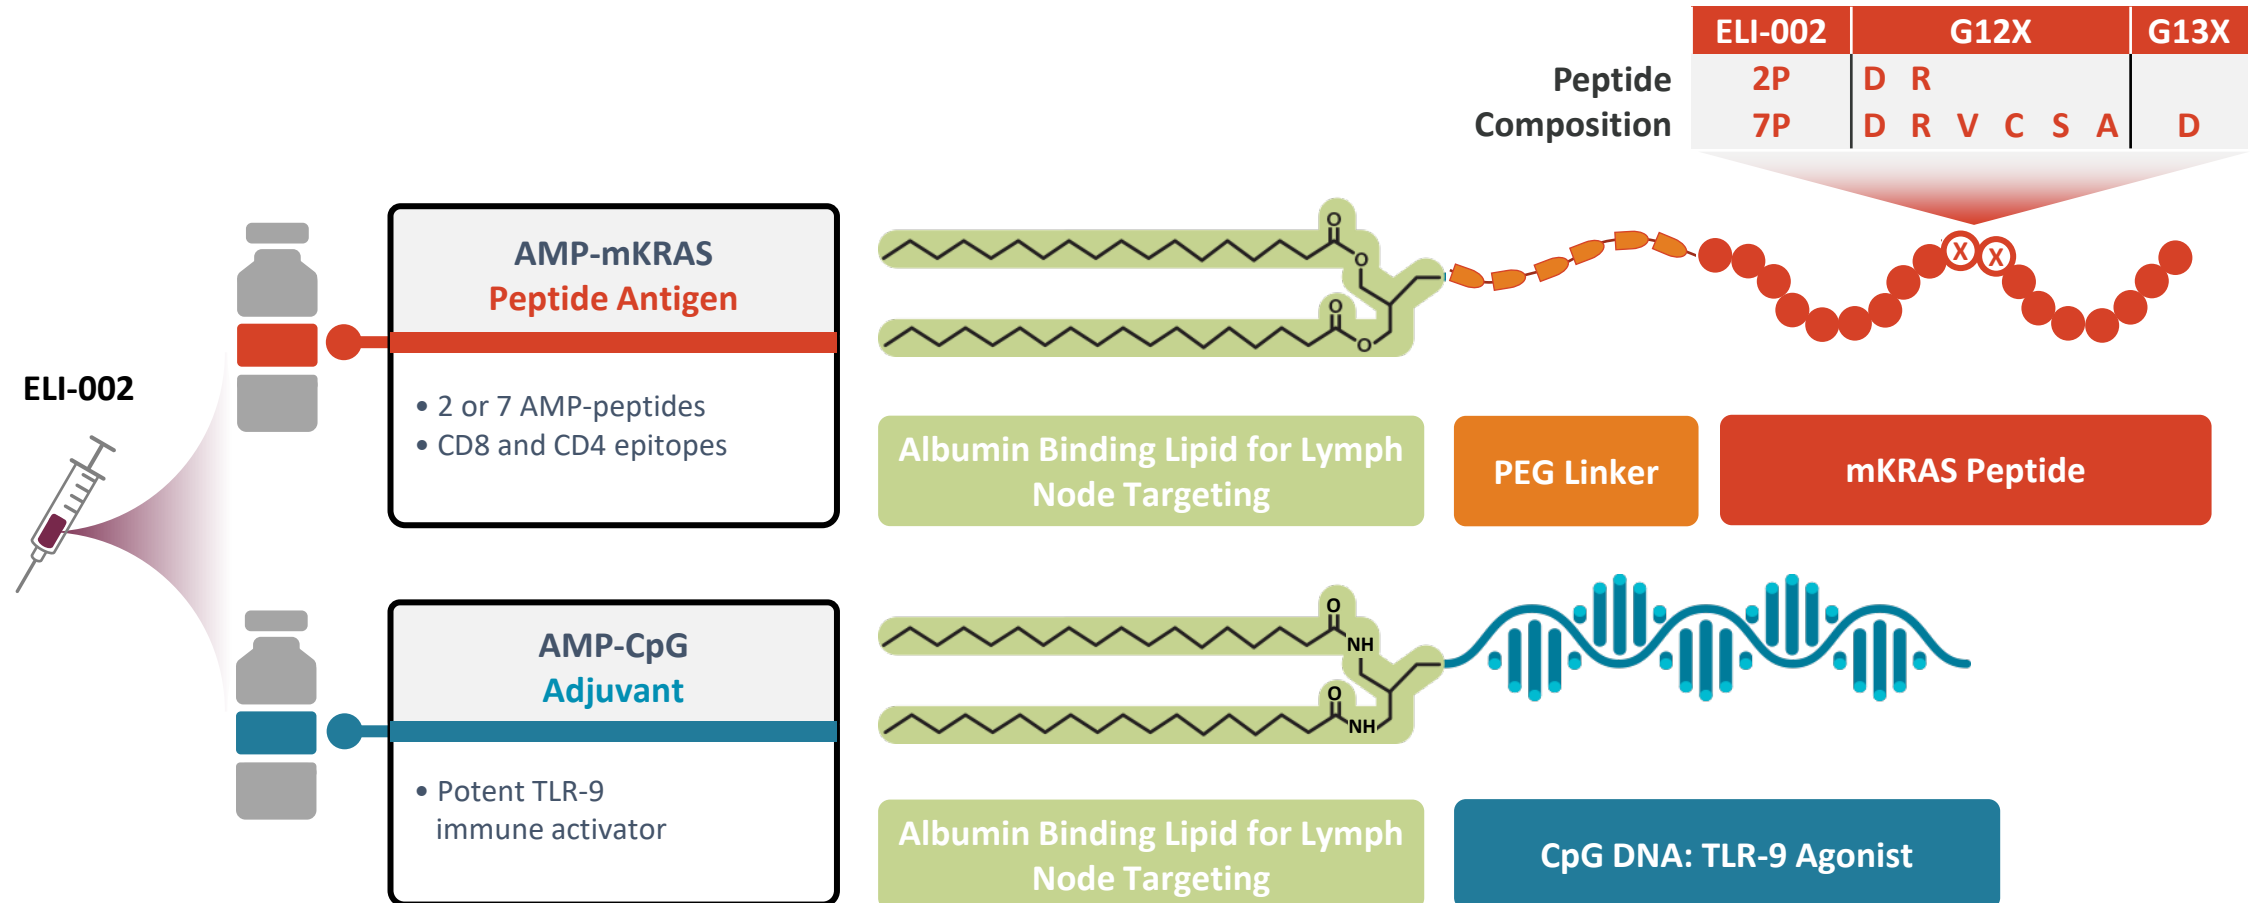 ELI-002 G12X G13X
Peptide 2P D R
Composition 7P D R V C S A D
ELI-002
AMP-mKRAS
Peptide Antigen
• 2 or 7 AMP-peptides
• CD8 and CD4 epitopes
O
O
O
O
X X
Albumin Binding Lipid for Lymph
Node Targeting
PEG Linker
mKRAS Peptide
AMP-CpG
Adjuvant
• Potent TLR-9
immune activator
O
NH
O
NH
Albumin Binding Lipid for Lymph
Node Targeting
CpG DNA: TLR-9 Agonist